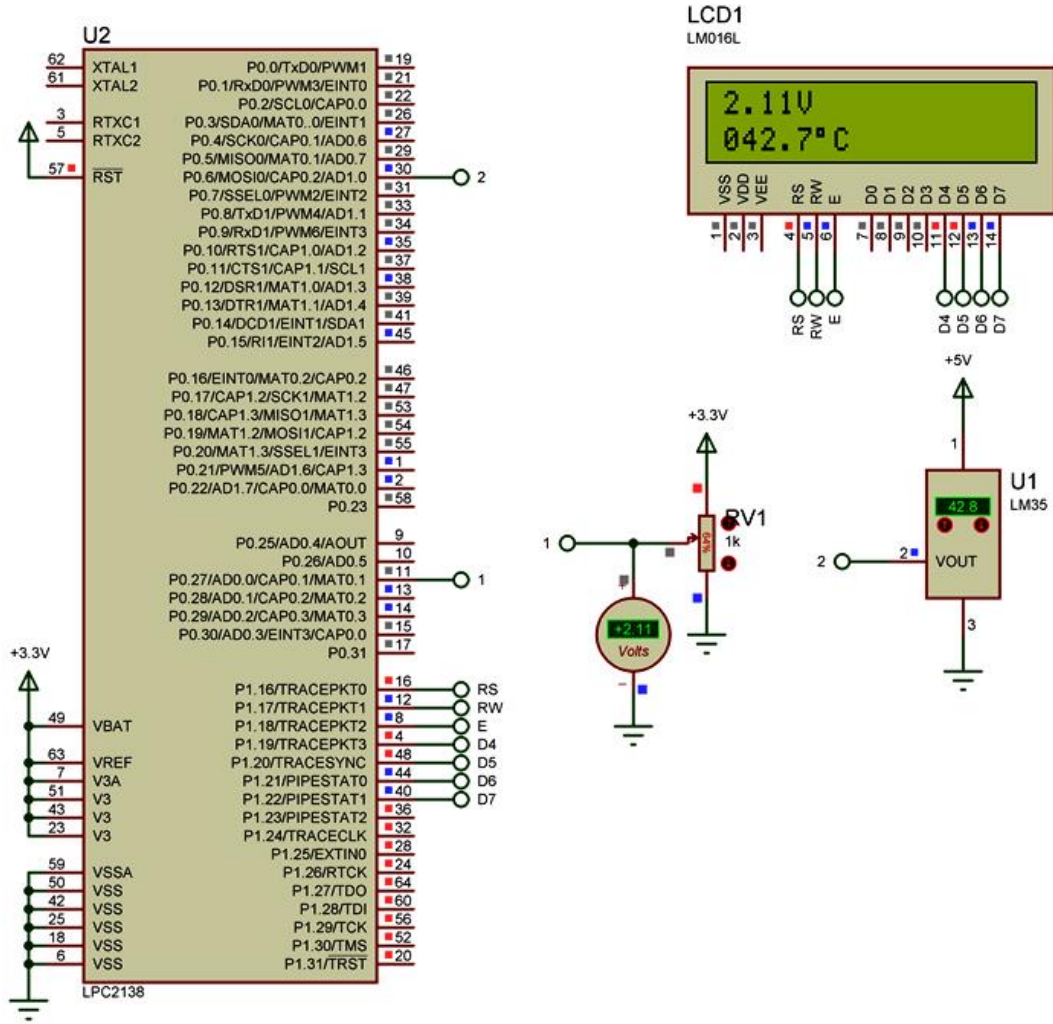 U2
62 XTAL1
61 XTAL2
3 RTXC1
5 RTXC2
57 RST
+3.3V
49 VBAT
63 VREF
7 V3A
51 V3
43 V3
23 V3
59 VSSA
50 VSS
42 VSS
25 VSS
18 VSS
6 VSS
P0.0/TxD0/PWM1 19
P0.1/RxD0/PWM3/EINT0 21
P0.2/SCL0/CAP0.0 22
P0.3/SDA0/MAT0..0/EINT1 26
P0.4/SCK0/CAP0.1/AD0.6 27
P0.5/MISO0/MAT0.1/AD0.7 29
P0.6/MOSI0/CAP0.2/AD1.0 30 2
P0.7/SSEL0/PWM2/EINT2 31
P0.8/TxD1/PWM4/AD1.1 33
P0.9/RxD1/PWM6/EINT3 34
P0.10/RTS1/CAP1.0/AD1.2 35
P0.11/CTS1/CAP1.1/SCL1 37
P0.12/DSR1/MAT1.0/AD1.3 38
P0.13/DTR1/MAT1.1/AD1.4 39
P0.14/DCD1/EINT1/SDA1 41
P0.15/RI1/EINT2/AD1.5 45
P0.16/EINT0/MAT0.2/CAP0.2 46
P0.17/CAP1.2/SCK1/MAT1.2 47
P0.18/CAP1.3/MISO1/MAT1.3 53
P0.19/MAT1.2/MOSI1/CAP1.2 54
P0.20/MAT1.3/SSEL1/EINT3 55
P0.21/PWM5/AD1.6/CAP1.3 1
P0.22/AD1.7/CAP0.0/MAT0.0 2
P0.23 58
P0.25/AD0.4/AOUT 9
P0.26/AD0.5 10
P0.27/AD0.0/CAP0.1/MAT0.1 11 1
P0.28/AD0.1/CAP0.2/MAT0.2 13
P0.29/AD0.2/CAP0.3/MAT0.3 14
P0.30/AD0.3/EINT3/CAP0.0 15
P0.31 17
P1.16/TRACEPKT0 16 RS
P1.17/TRACEPKT1 12 RW
P1.18/TRACEPKT2 8 E
P1.19/TRACEPKT3 4 D4
P1.20/TRACESYNC 48 D5
P1.21/PIPESTAT0 44 D6
P1.22/PIPESTAT1 40 D7
P1.23/PIPESTAT2 36
P1.24/TRACECLK 32
P1.25/EXTIN0 28
P1.26/RTCK 24
P1.27/TDO 64
P1.28/TDI 60
P1.29/TCK 56
P1.30/TMS 52
P1.31/TRST 20
LPC2138
LCD1
LM016L
2.11V
042.7°C
VSS VDD VEE RS RW E D0 D1 D2 D3 D4 D5 D6 D7
1 2 3 4 5 6 7 8 9 10 11 12 13 14
RS RW E D4 D5 D6 D7
+3.3V
RV1
1k
64%
1
+2.11
Volts
+5V
1
U1
LM35
42.8
2 2 VOUT
3